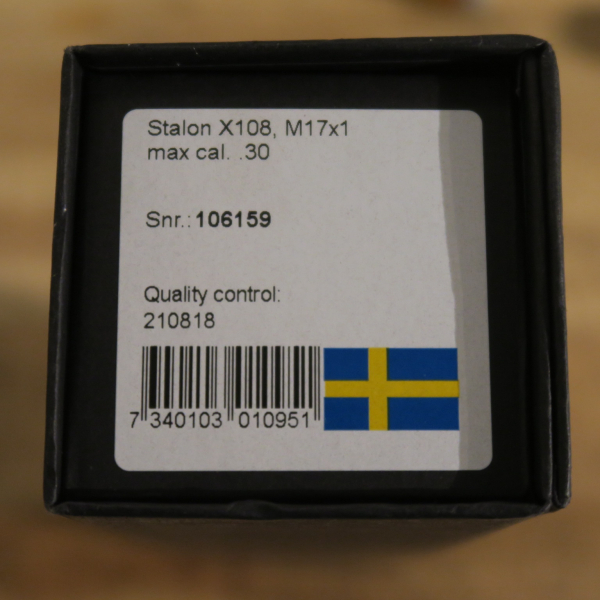 Stalon X108, M17x1
max cal. .30
Snr.: 106159
Quality control:
210818
7 340103 010951